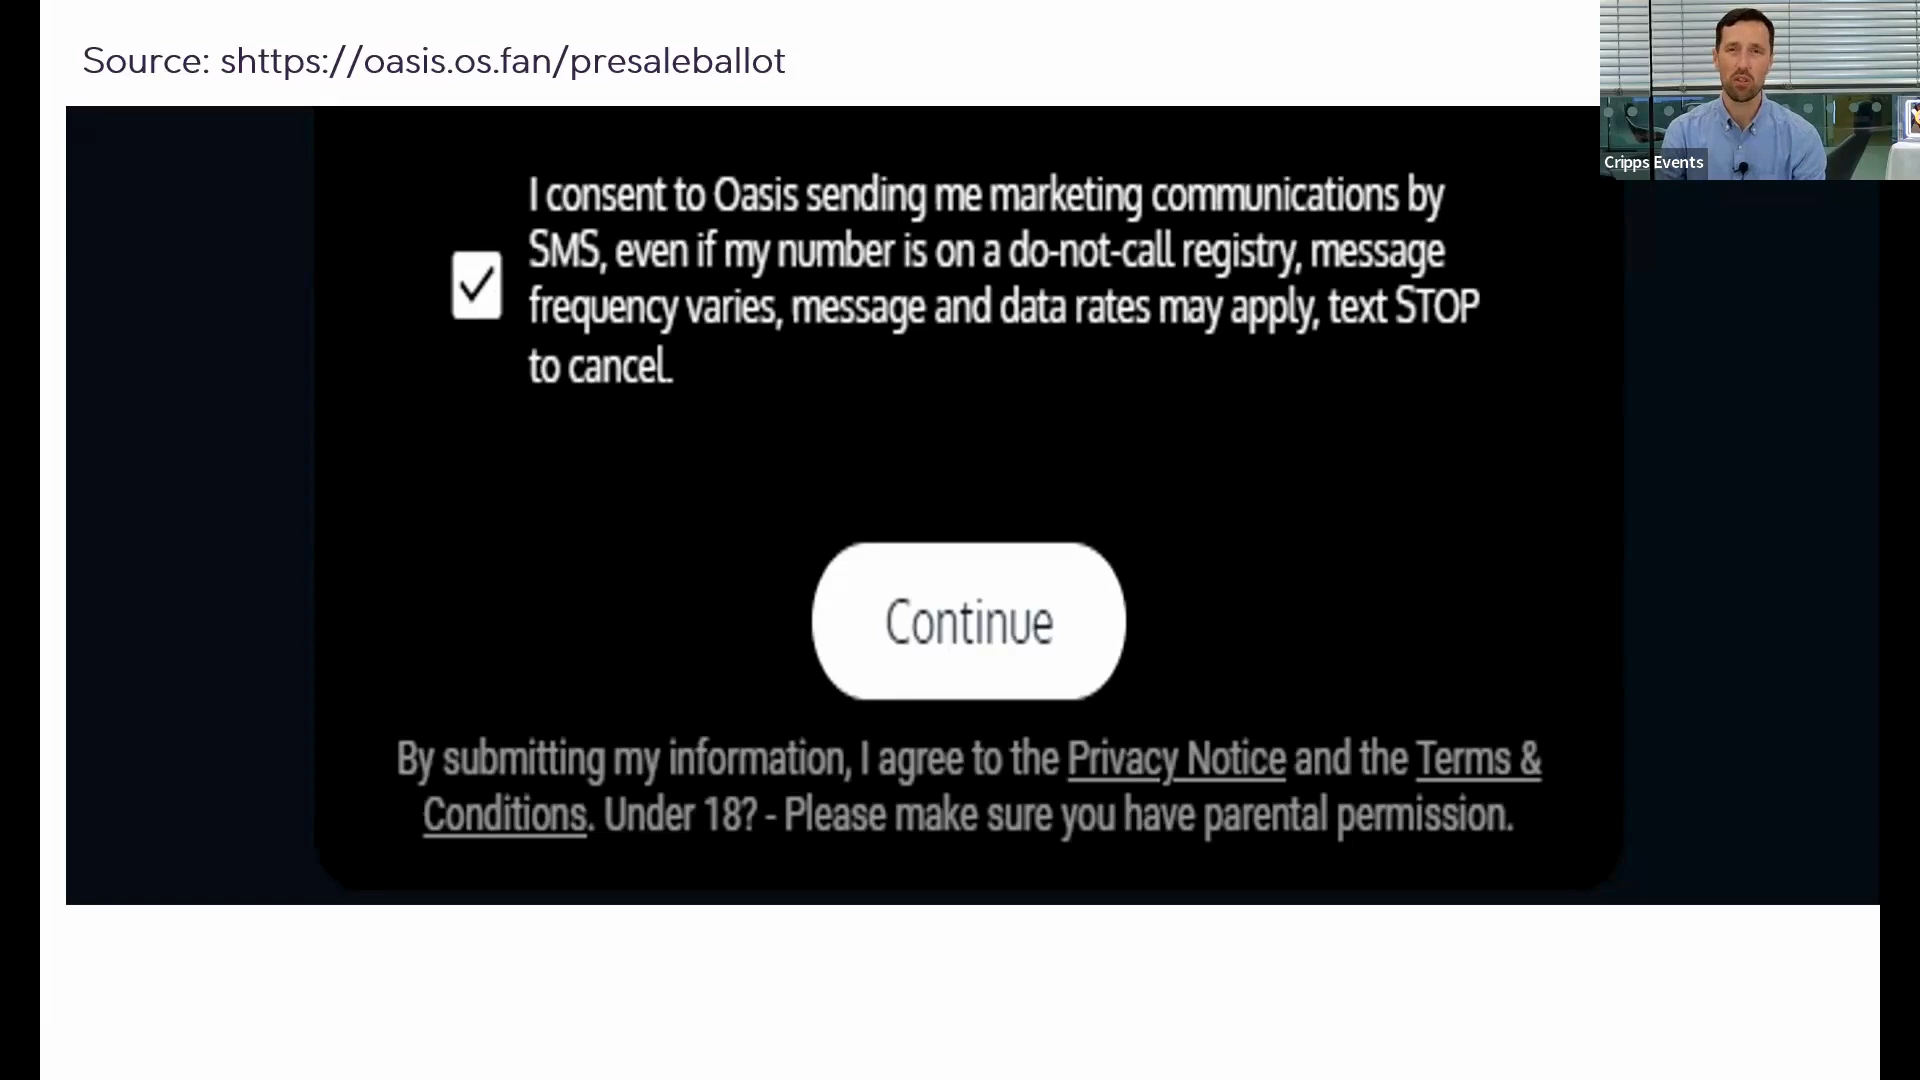 Source: shttps://oasis.os.fan/presaleballot
Cripps Events
I consent to Oasis sending me marketing communications by
SMS, even if my number is on a do-not-call registry, message
frequency varies, message and data rates may apply, text STOP
to cancel.
Continue
By submitting my information, I agree to the Privacy Notice and the Terms &
Conditions. Under 18? - Please make sure you have parental permission.